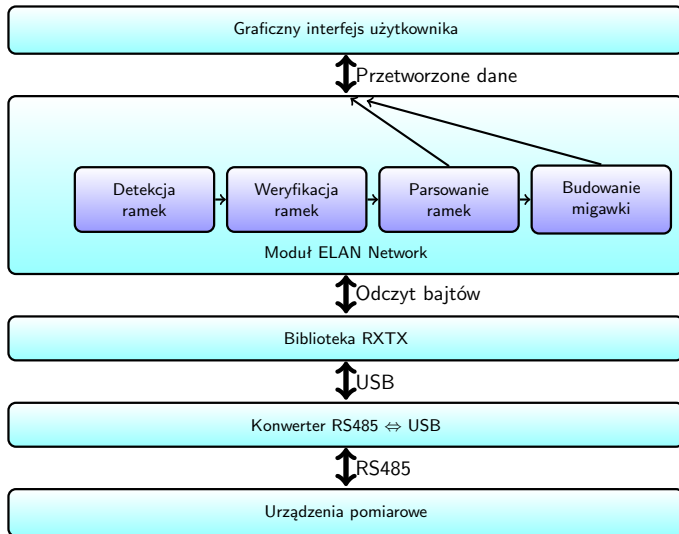 Graficzny interfejs użytkownika
Przetworzone dane
Detekcja
ramek
Weryfikacja
ramek
Parsowanie
ramek
Budowanie
migawki
Moduł ELAN Network
Odczyt bajtów
Biblioteka RXTX
USB
Konwerter RS485 ⇔ USB
RS485
Urządzenia pomiarowe